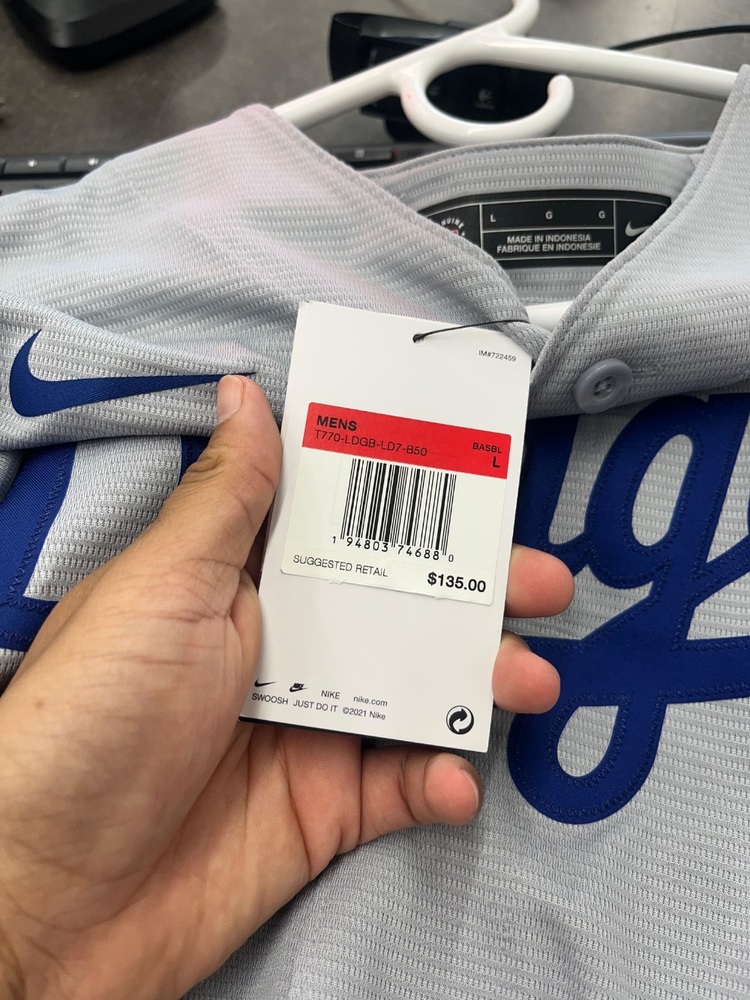 L G G
MADE IN INDONESIA
FABRIQUE EN INDONESIE
IM#722459
MENS
T770-LDGB-LD7-B50
BASBL
L
1 94803 74688 0
SUGGESTED RETAIL
$135.00
NIKE nike.com
SWOOSH JUST DO IT ©2021 Nike